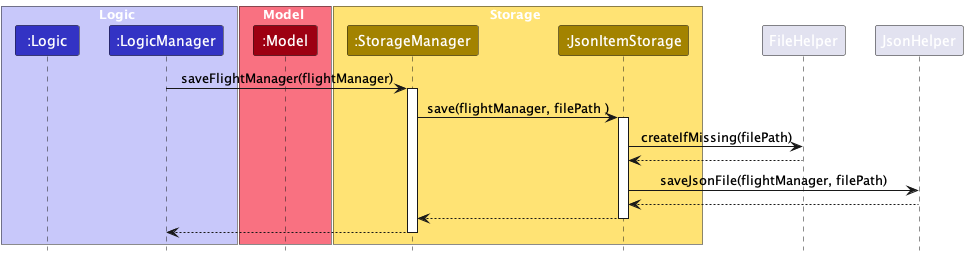 Logic Model Storage
:Logic :LogicManager :Model :StorageManager :JsonItemStorage FileHelper JsonHelper
saveFlightManager(flightManager)
save(flightManager, filePath )
createIfMissing(filePath)
saveJsonFile(flightManager, filePath)